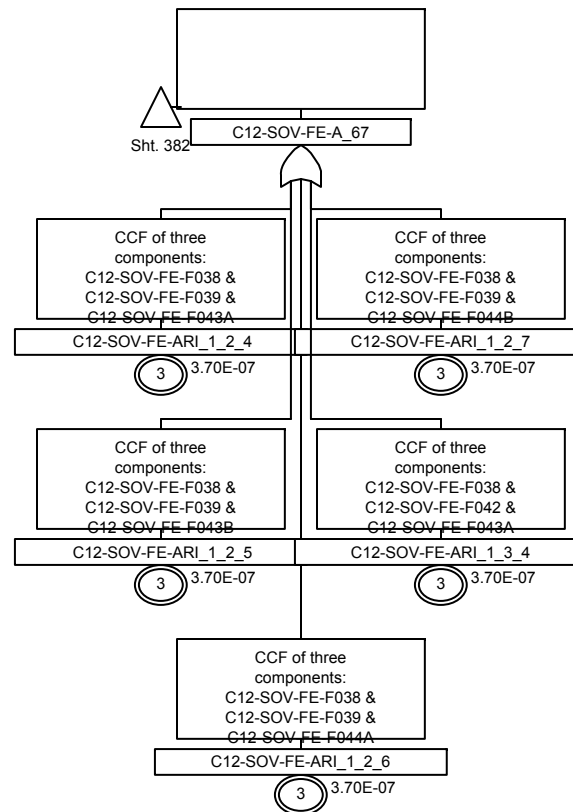 C12-SOV-FE-A_67
Sht. 382
CCF of three
components:
C12-SOV-FE-F038 &
C12-SOV-FE-F039 &
C12-SOV-FE-F043A
C12-SOV-FE-ARI_1_2_4
3
3.70E-07
CCF of three
components:
C12-SOV-FE-F038 &
C12-SOV-FE-F039 &
C12-SOV-FE-F044B
C12-SOV-FE-ARI_1_2_7
3
3.70E-07
CCF of three
components:
C12-SOV-FE-F038 &
C12-SOV-FE-F039 &
C12-SOV-FE-F043B
C12-SOV-FE-ARI_1_2_5
3
3.70E-07
CCF of three
components:
C12-SOV-FE-F038 &
C12-SOV-FE-F042 &
C12-SOV-FE-F043A
C12-SOV-FE-ARI_1_3_4
3
3.70E-07
CCF of three
components:
C12-SOV-FE-F038 &
C12-SOV-FE-F039 &
C12-SOV-FE-F044A
C12-SOV-FE-ARI_1_2_6
3
3.70E-07